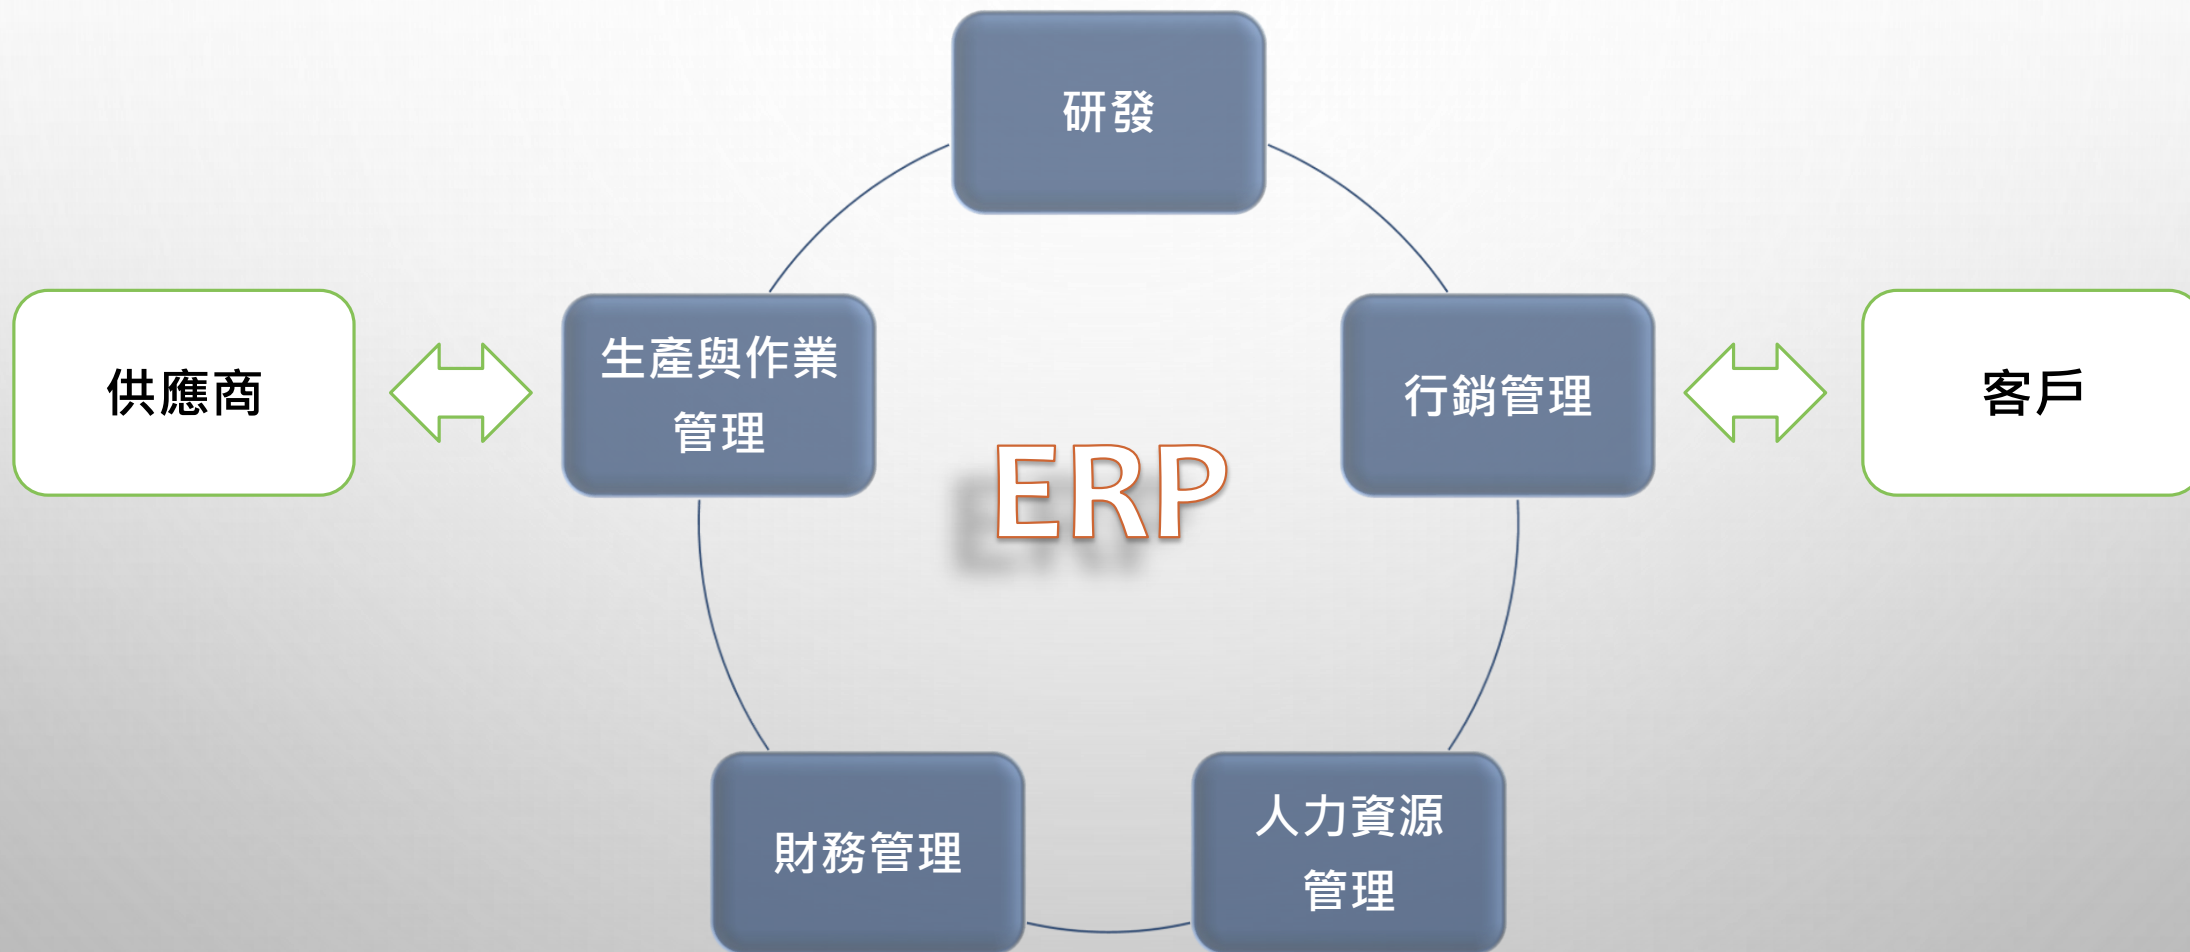 研發
供應商
生產與作業
管理
行銷管理
客戶
ERP
財務管理
人力資源
管理